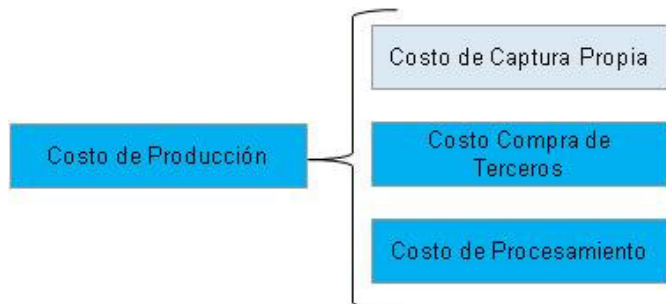 Costo de Captura Propia
Costo de Producción
Costo Compra de
Terceros
Costo de Procesamiento